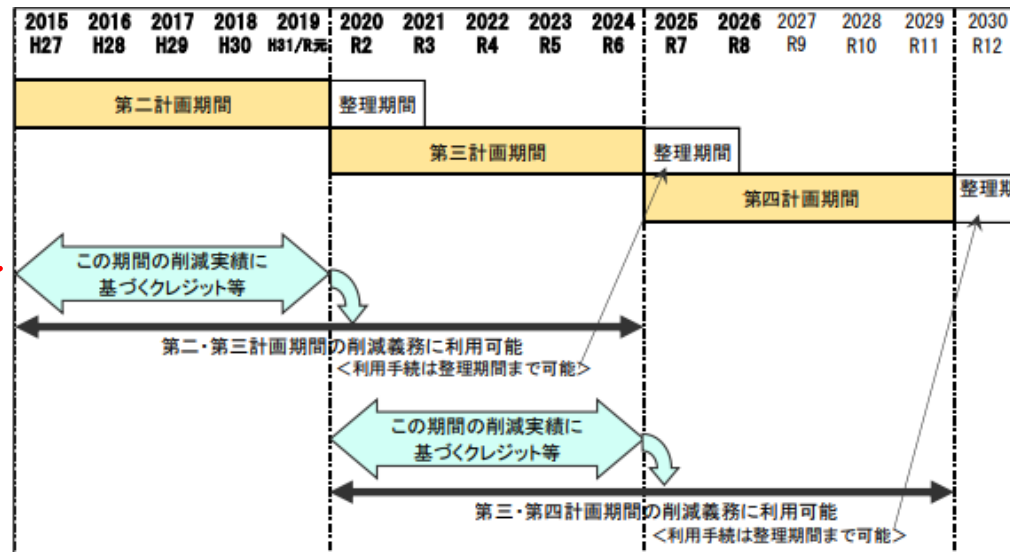 2015 2016 2017 2018 2019 2020 2021 2022 2023 2024 2025 2026 2027 2028 2029 2030
H27 H28 H29 H30 H31/R元 R2 R3 R4 R5 R6 R7 R8 R9 R10 R11 R12
第二計画期間 整理期間
第三計画期間 整理期間
第四計画期間 整理期
この期間の削減実績に
基づくクレジット等
第二・第三計画期間の削減義務に利用可能
＜利用手続は整理期間まで可能＞
この期間の削減実績に
基づくクレジット等
第三・第四計画期間の削減義務に利用可能
＜利用手続は整理期間まで可能＞